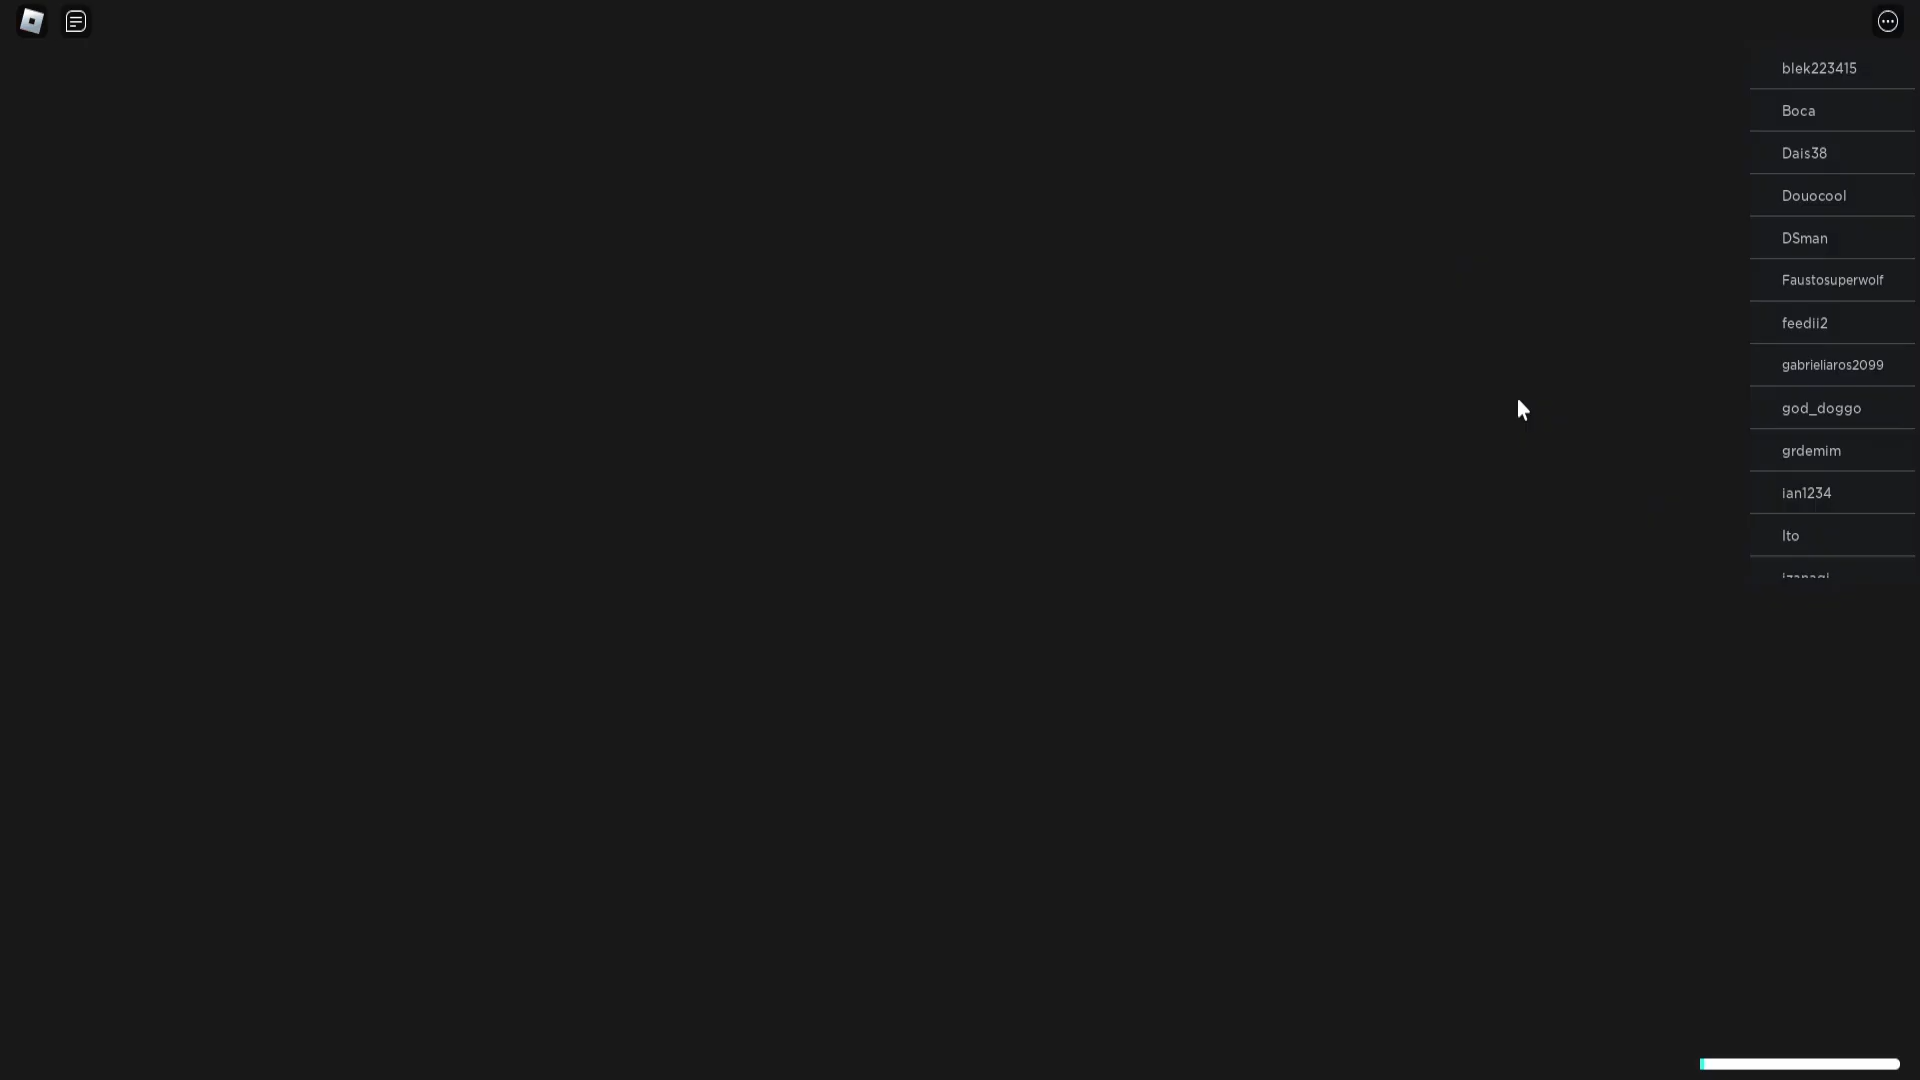 blek223415
Boca
Dais38
Douocool
DSman
Faustosuperwolf
feedii2
gabrieliaros2099
god_doggo
grdemim
ian1234
Ito